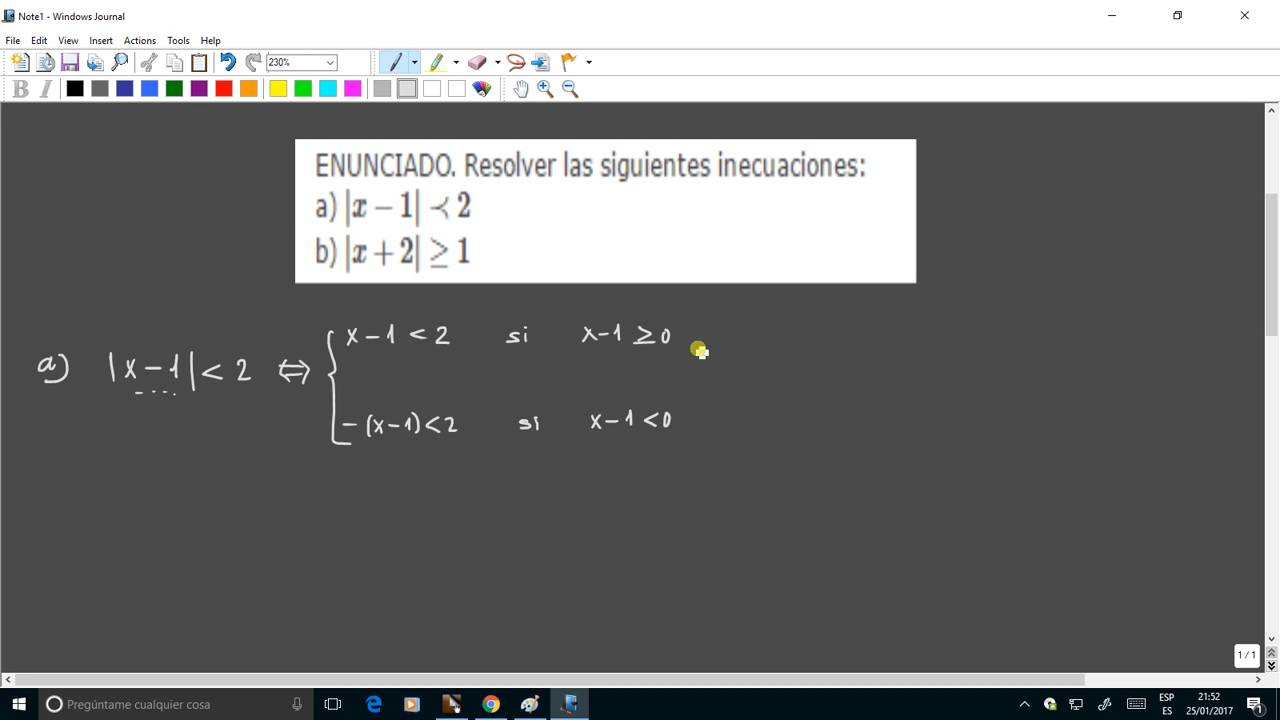 Note1 - Windows Journal
File Edit View Insert Actions Tools Help
230%
B I
ENUNCIADO. Resolver las siguientes inecuaciones:
a) |x − 1| ≺ 2
b) |x + 2| ≥ 1
x - 1 < 2 si x - 1 ≥ 0
a) |x - 1| < 2 ⇔ {
-(x - 1) < 2 si x - 1 < 0
1 / 1
Pregúntame cualquier cosa
ESP 21:52
ES 25/01/2017
1